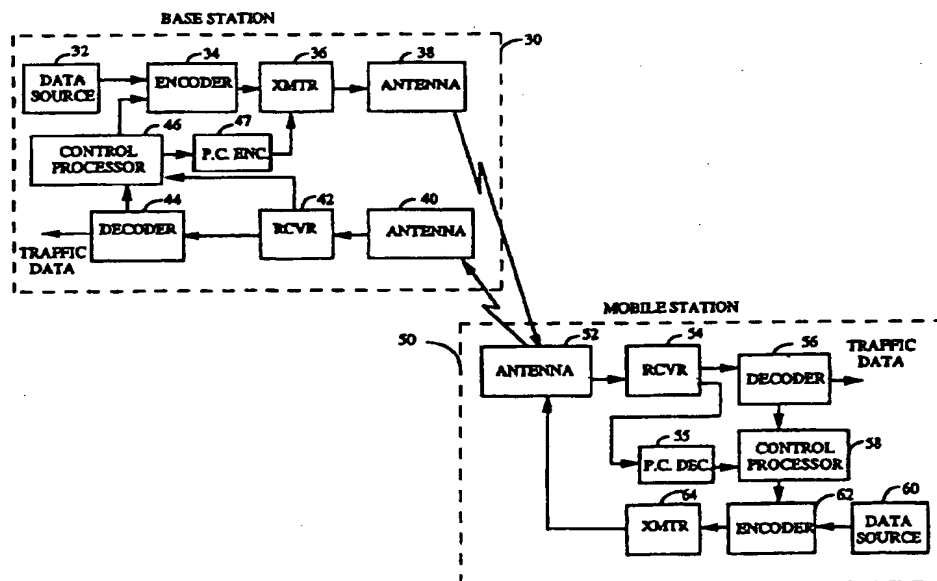 BASE STATION
30
32
34
36
38
DATA
SOURCE
ENCODER
XMTR
ANTENNA
46
47
CONTROL
PROCESSOR
P.C. ENC.
44
42
40
DECODER
RCVR
ANTENNA
TRAFFIC
DATA
MOBILE STATION
50
52
54
56
TRAFFIC
DATA
ANTENNA
RCVR
DECODER
55
P.C. DEC.
CONTROL
PROCESSOR
58
64
62
60
XMTR
ENCODER
DATA
SOURCE